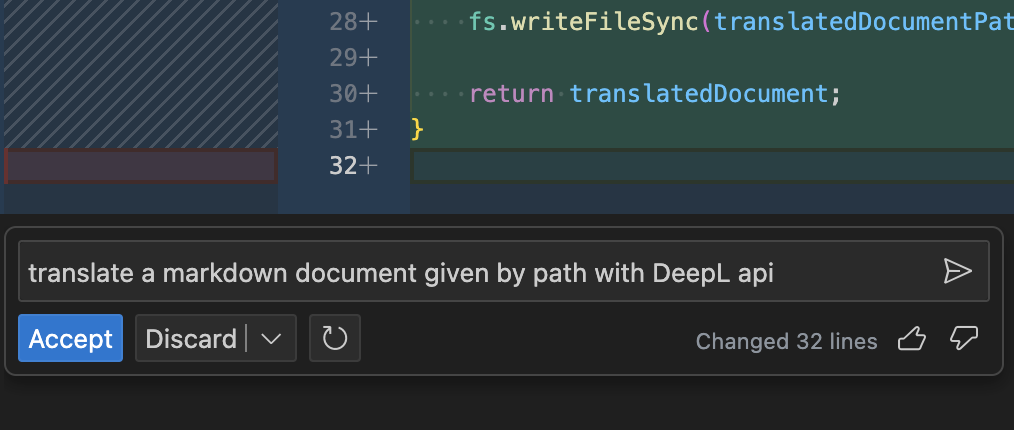 28+ fs.writeFileSync(translatedDocumentPat
29+
30+ return translatedDocument;
31+ }
32+
translate a markdown document given by path with DeepL api
Accept Discard Changed 32 lines